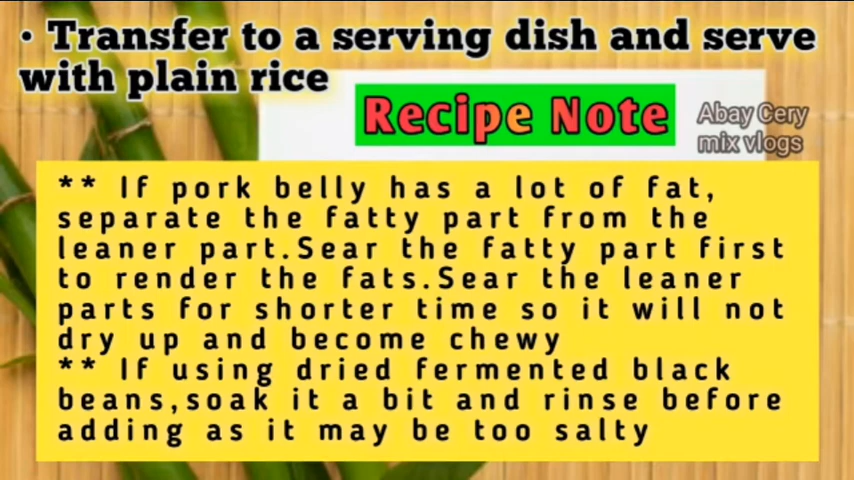 • Transfer to a serving dish and serve
with plain rice
Recipe Note
Abay Cery
mix vlogs
** If pork belly has a lot of fat,
separate the fatty part from the
leaner part.Sear the fatty part first
to render the fats.Sear the leaner
parts for shorter time so it will not
dry up and become chewy
** If using dried fermented black
beans,soak it a bit and rinse before
adding as it may be too salty